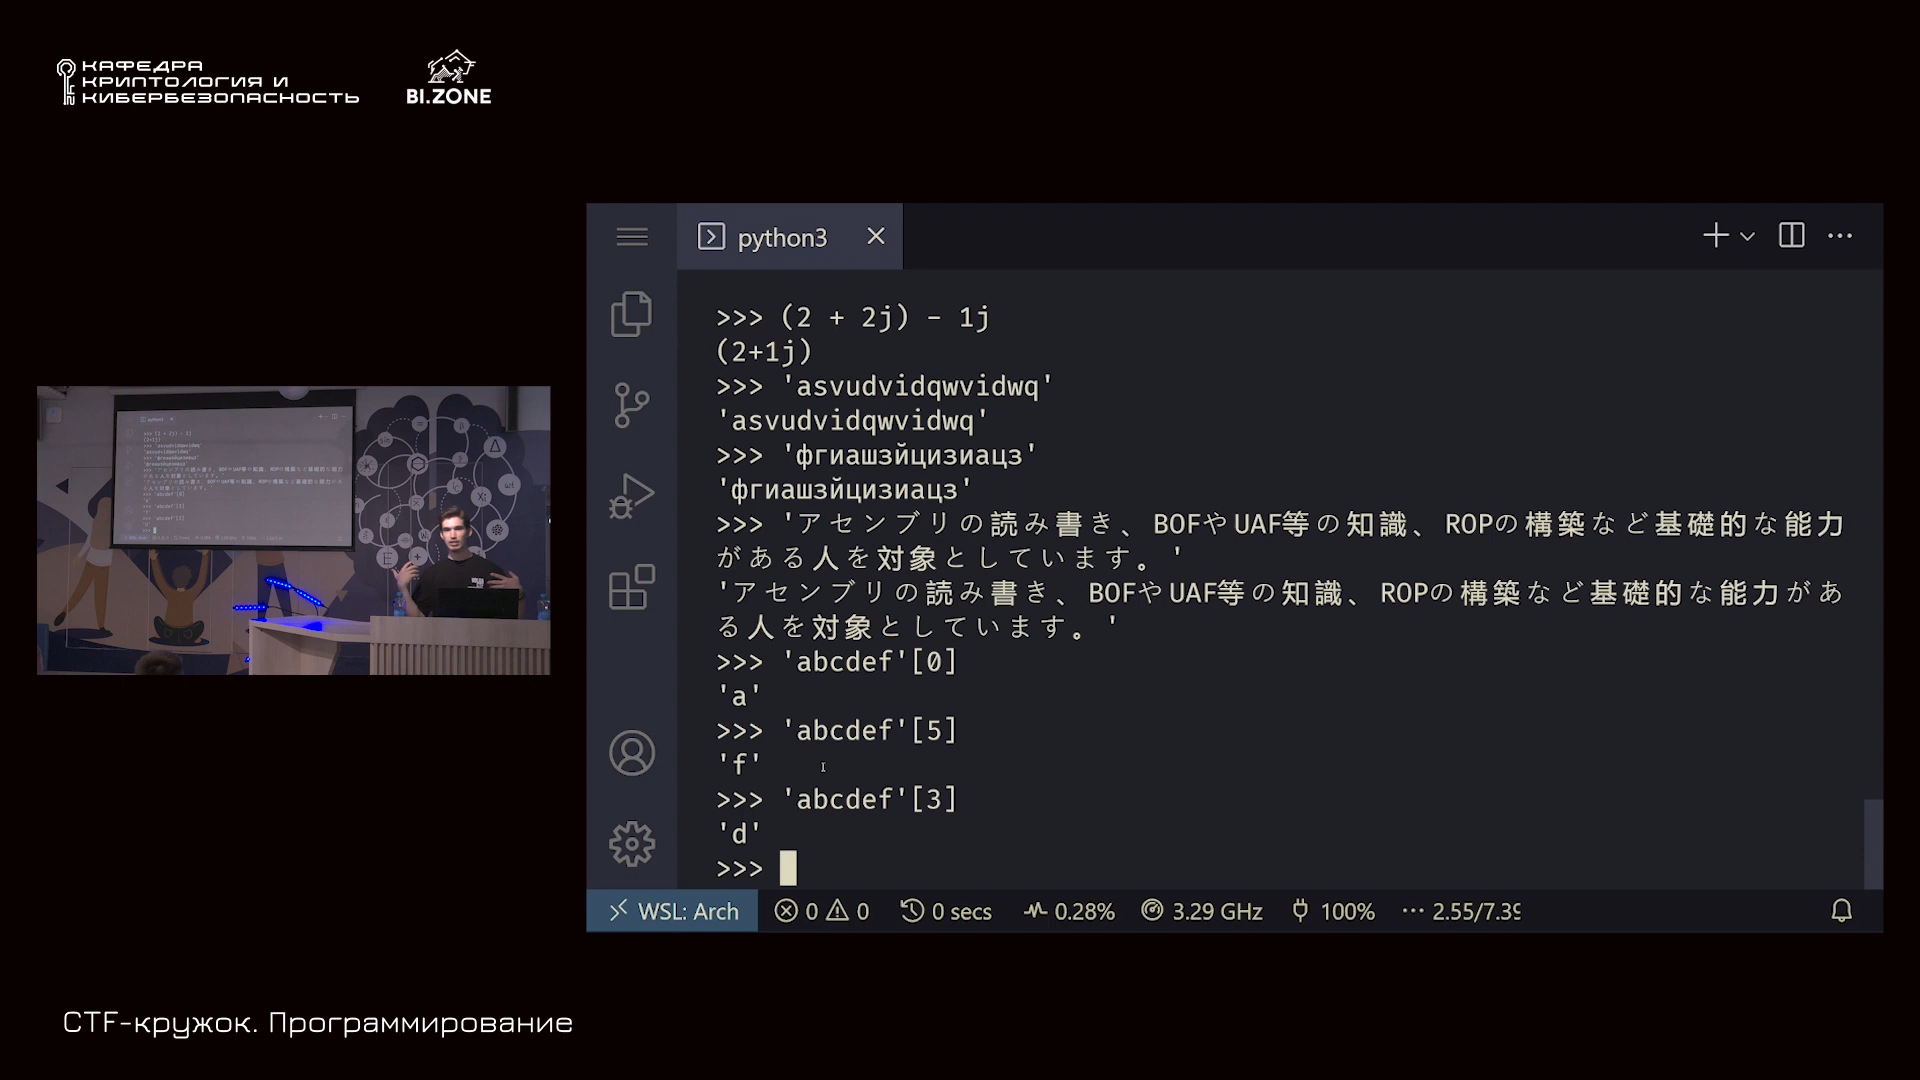 КАФЕДРА
КРИПТОЛОГИЯ И
КИБЕРБЕЗОПАСНОСТЬ
BI.ZONE
python3
>>> (2 + 2j) - 1j
(2+1j)
>>> 'asvudvidqwvidwq'
'asvudvidqwvidwq'
>>> 'фгиашзйцизиацз'
'фгиашзйцизиацз'
>>> 'アセンブリの読み書き、BOFやUAF等の知識、ROPの構築など基礎的な能力
がある人を対象としています。'
'アセンブリの読み書き、BOFやUAF等の知識、ROPの構築など基礎的な能力があ
る人を対象としています。'
>>> 'abcdef'[0]
'a'
>>> 'abcdef'[5]
'f'
>>> 'abcdef'[3]
'd'
>>>
WSL: Arch 0 0 0 secs 0.28% 3.29 GHz 100% ··· 2.55/7.39
CTF-кружок. Программирование